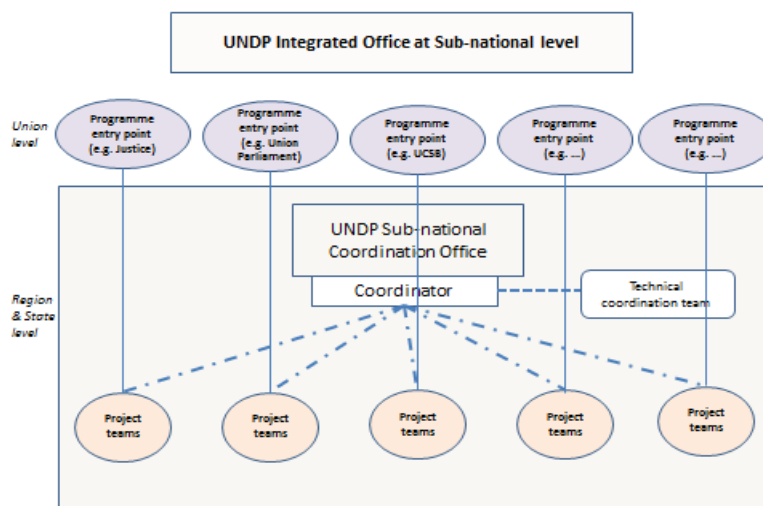 UNDP Integrated Office at Sub-national level
Union
level
Programme
entry point
(e.g. Justice)
Programme
entry point
(e.g. Union
Parliament)
Programme
entry point
(e.g. UCSB)
Programme
entry point
(e.g. ...)
Programme
entry point
(e.g. ...)
UNDP Sub-national
Coordination Office
Coordinator
Technical
coordination team
Region
& State
level
Project
teams
Project
teams
Project
teams
Project
teams
Project
teams